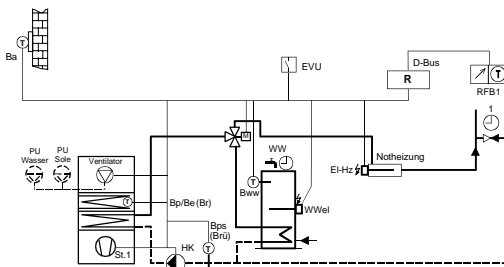 D-Bus
EVU
R
T
Ba
T
RFB1
1
M
PU
Wasser
PU
Sole
Ventilator
WW
Notheizung
El-Hz
T
Bp/Be (Br)
T
Bww
WWel
Bps
(Brü)
HK
St.1
T